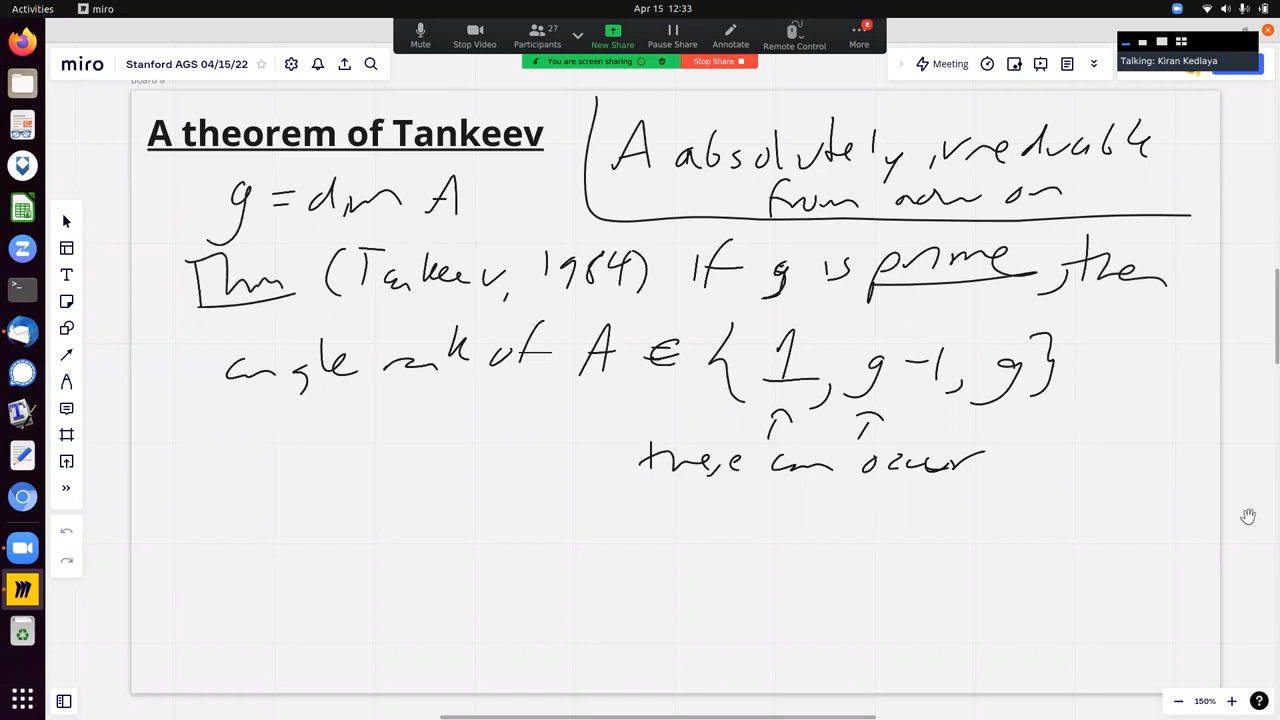 Activities
miro
Apr 15 12:33
Mute
Stop Video
Participants
27
New Share
Pause Share
Annotate
Remote Control
More
8
You are screen sharing
Stop Share
Talking: Kiran Kedlaya
miro
Stanford AGS 04/15/22
Meeting
A theorem of Tankeev
A absolutely irreducible
from now on
g = dim A
Thm (Tankeev, 1984) If g is prime, then
angle rank of A ∈ {1, g-1, g}
↑ ↑
these can occur
150%